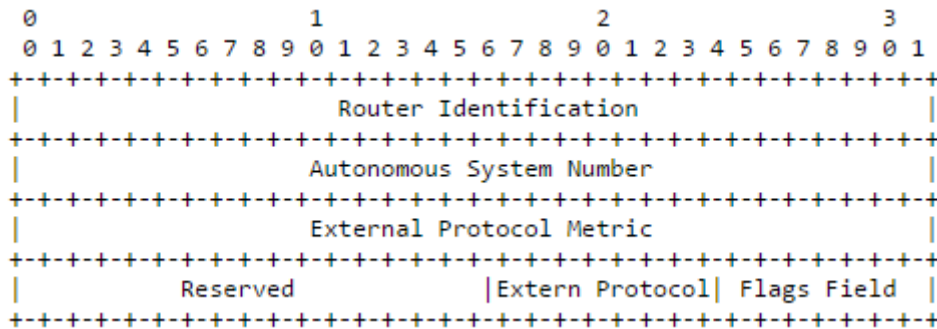 0                   1                   2                   3
0 1 2 3 4 5 6 7 8 9 0 1 2 3 4 5 6 7 8 9 0 1 2 3 4 5 6 7 8 9 0 1
+-+-+-+-+-+-+-+-+-+-+-+-+-+-+-+-+-+-+-+-+-+-+-+-+-+-+-+-+-+-+-+-+
|                      Router Identification                    |
+-+-+-+-+-+-+-+-+-+-+-+-+-+-+-+-+-+-+-+-+-+-+-+-+-+-+-+-+-+-+-+-+
|                    Autonomous System Number                   |
+-+-+-+-+-+-+-+-+-+-+-+-+-+-+-+-+-+-+-+-+-+-+-+-+-+-+-+-+-+-+-+-+
|                    External Protocol Metric                   |
+-+-+-+-+-+-+-+-+-+-+-+-+-+-+-+-+-+-+-+-+-+-+-+-+-+-+-+-+-+-+-+-+
|           Reserved             |Extern Protocol| Flags Field  |
+-+-+-+-+-+-+-+-+-+-+-+-+-+-+-+-+-+-+-+-+-+-+-+-+-+-+-+-+-+-+-+-+